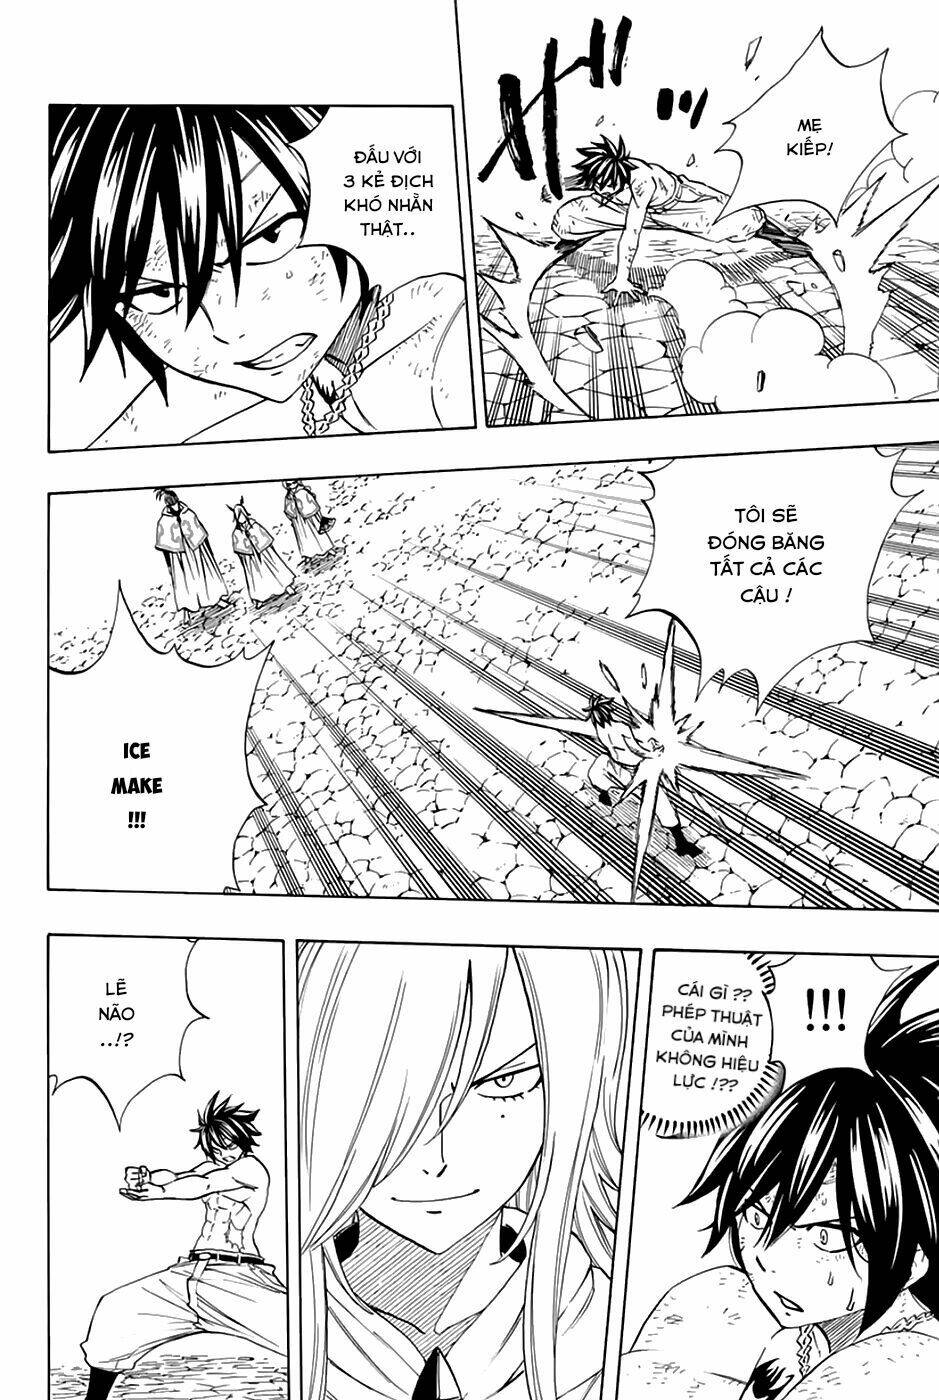 MẸ
KIẾP!
ĐẤU VỚI
3 KẺ ĐỊCH
KHÓ NHẰN
THẬT..
TÔI SẼ
ĐÓNG BĂNG
TẤT CẢ CÁC
CẬU !
ICE
MAKE
!!!
!!!
CÁI GÌ ??
PHÉP THUẬT
CỦA MÌNH
KHÔNG HIỆU
LỰC !??
LẼ
NÃO
..!?